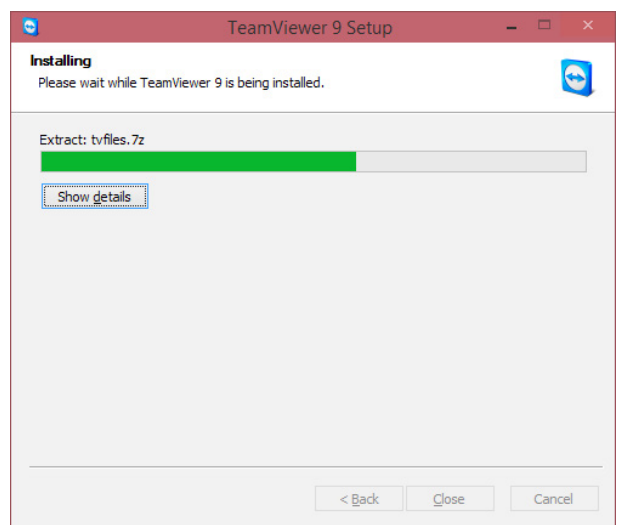 TeamViewer 9 Setup
Installing
Please wait while TeamViewer 9 is being installed.
Extract: tvfiles.7z
Show details
< Back Close Cancel